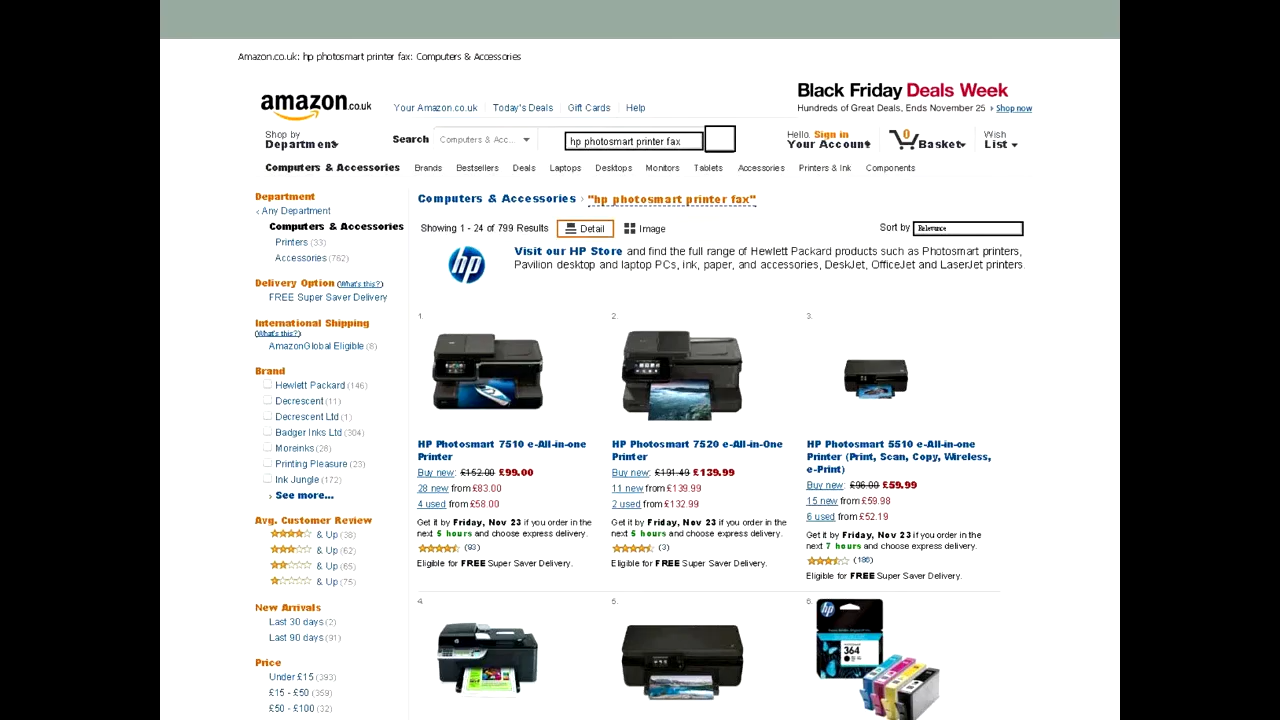 Amazon.co.uk: hp photosmart printer fax: Computers & Accessories
Black Friday Deals Week
Hundreds of Great Deals, Ends November 25 › Shop now
amazon.co.uk
Your Amazon.co.uk Today's Deals Gift Cards Help
Shop by
Department
Search Computers & Acc... hp photosmart printer fax
Hello. Sign in
Your Account
0
Basket
Wish
List
Computers & Accessories Brands Bestsellers Deals Laptops Desktops Monitors Tablets Accessories Printers & Ink Components
Department
‹ Any Department
Computers & Accessories
Printers (33)
Accessories (762)
Delivery Option (What's this?)
FREE Super Saver Delivery
International Shipping
(What's this?)
AmazonGlobal Eligible (8)
Brand
Hewlett Packard (146)
Decrescent (11)
Decrescent Ltd (1)
Badger Inks Ltd (304)
Moreinks (28)
Printing Pleasure (23)
Ink Jungle (172)
› See more...
Avg. Customer Review
& Up (38)
& Up (62)
& Up (65)
& Up (75)
New Arrivals
Last 30 days (2)
Last 90 days (91)
Price
Under £15 (393)
£15 - £50 (359)
£50 - £100 (32)
Computers & Accessories › "hp photosmart printer fax"
Showing 1 - 24 of 799 Results Detail Image
Sort by Relevance
hp
Visit our HP Store and find the full range of Hewlett Packard products such as Photosmart printers,
Pavilion desktop and laptop PCs, ink, paper, and accessories, DeskJet, OfficeJet and LaserJet printers.
1.
HP Photosmart 7510 e-All-in-one
Printer
Buy new: £152.00 £99.00
28 new from £83.00
4 used from £58.00
Get it by Friday, Nov 23 if you order in the
next 5 hours and choose express delivery.
(93)
Eligible for FREE Super Saver Delivery.
2.
HP Photosmart 7520 e-All-in-One
Printer
Buy new: £191.49 £139.99
11 new from £139.99
2 used from £132.99
Get it by Friday, Nov 23 if you order in the
next 5 hours and choose express delivery.
(3)
Eligible for FREE Super Saver Delivery.
3.
HP Photosmart 5510 e-All-in-one
Printer (Print, Scan, Copy, Wireless,
e-Print)
Buy new: £96.00 £59.99
15 new from £59.98
6 used from £52.19
Get it by Friday, Nov 23 if you order in the
next 7 hours and choose express delivery.
(186)
Eligible for FREE Super Saver Delivery.
4.
5.
6.
hp
364